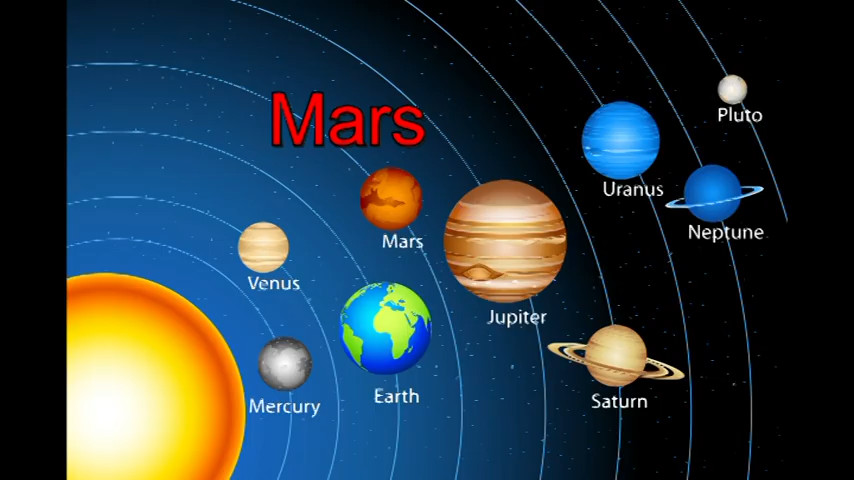 Mars
Pluto
Uranus
Neptune
Mars
Venus
Jupiter
Mercury
Earth
Saturn